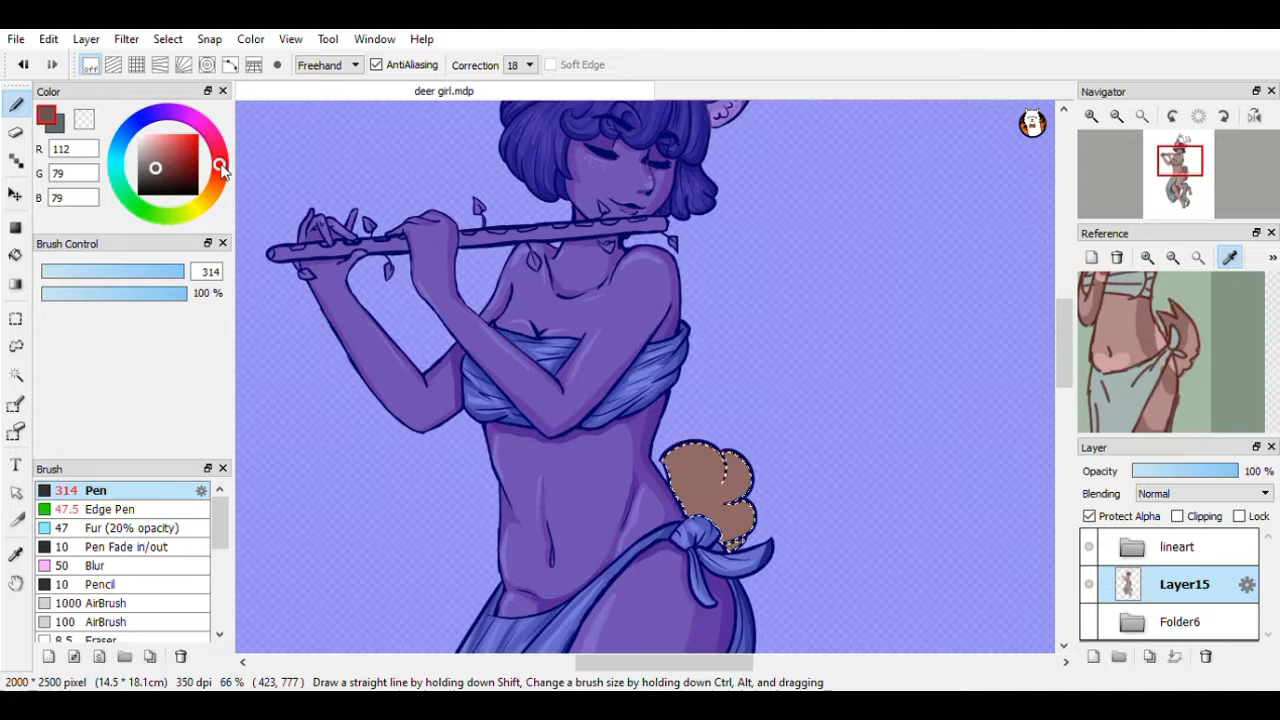 File Edit Layer Filter Select Snap Color View Tool Window Help
off Freehand AntiAliasing Correction 18 Soft Edge
Color
deer girl.mdp
Navigator
R 112
G 79
B 79
Brush Control
314
100 %
Reference
Brush
314 Pen
47.5 Edge Pen
47 Fur (20% opacity)
10 Pen Fade in/out
50 Blur
10 Pencil
1000 AirBrush
100 AirBrush
8.5 Eraser
Layer
Opacity 100 %
Blending Normal
Protect Alpha Clipping Lock
lineart
Layer15
Folder6
2000 * 2500 pixel (14.5 * 18.1cm) 350 dpi 66 % ( 423, 777 ) Draw a straight line by holding down Shift, Change a brush size by holding down Ctrl, Alt, and dragging